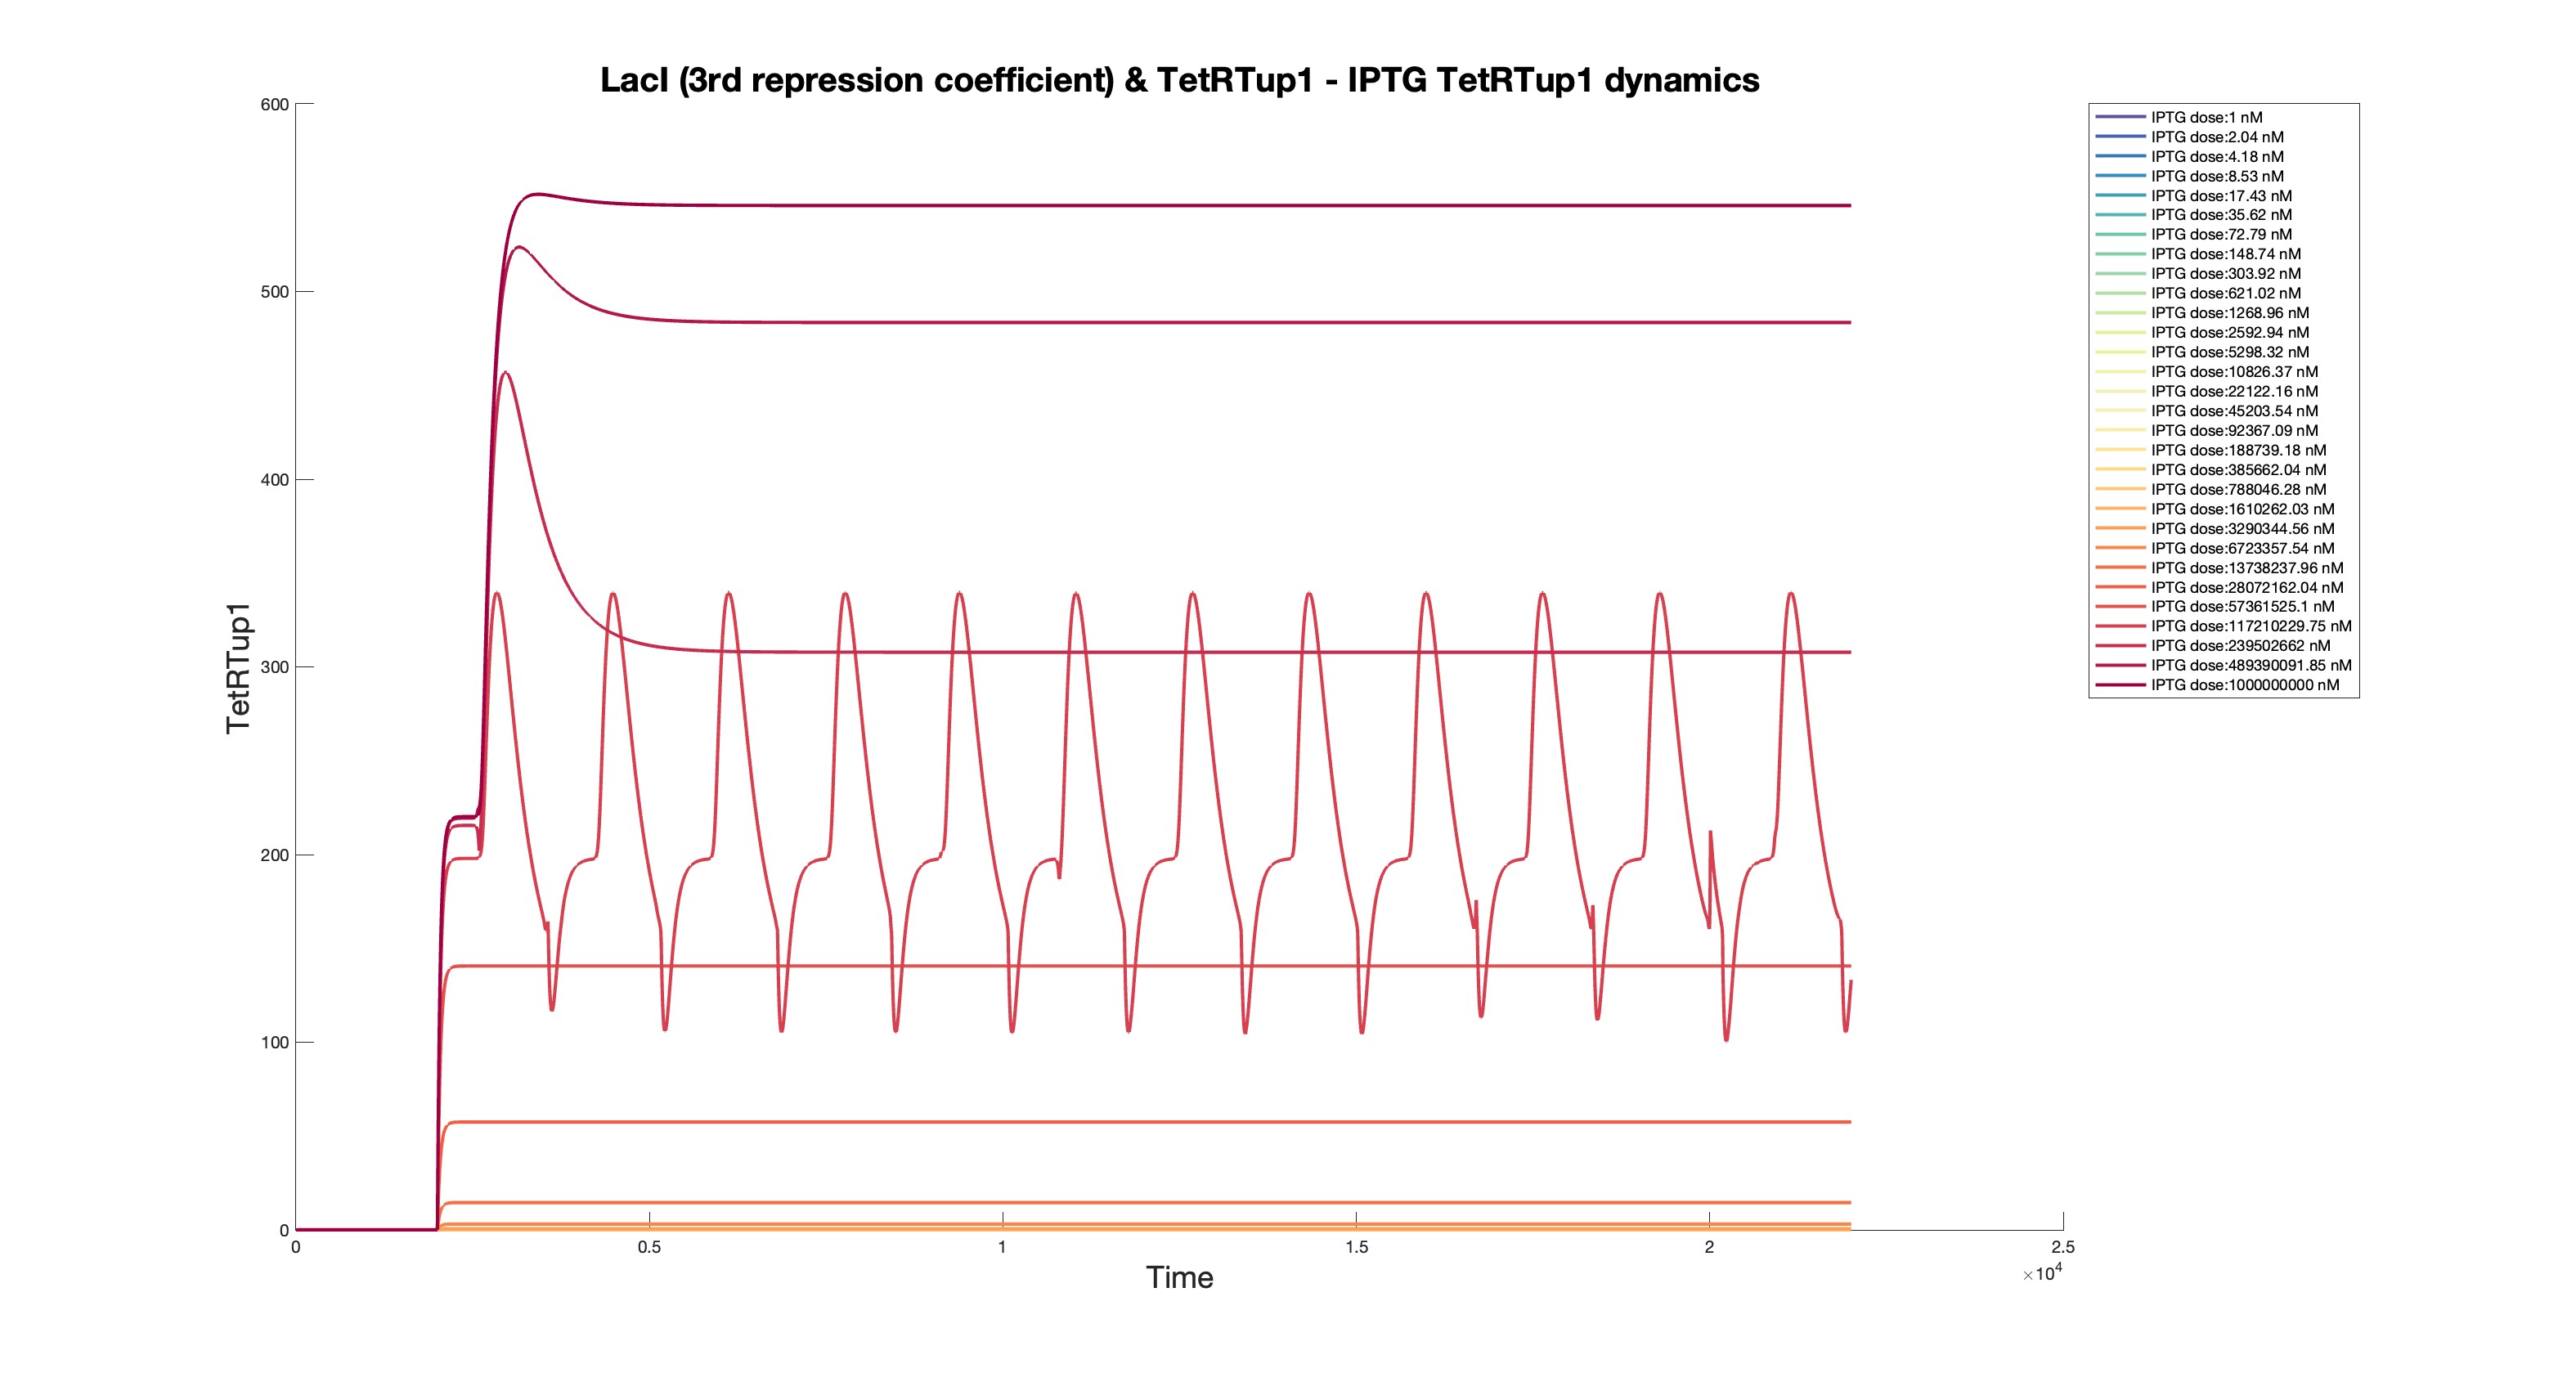 LacI (3rd repression coefficient) & TetRTup1 - IPTG TetRTup1 dynamics
600
500
400
300
200
100
0
TetRTup1
0
0.5
1
1.5
2
2.5
×10^4
Time
IPTG dose:1 nM
IPTG dose:2.04 nM
IPTG dose:4.18 nM
IPTG dose:8.53 nM
IPTG dose:17.43 nM
IPTG dose:35.62 nM
IPTG dose:72.79 nM
IPTG dose:148.74 nM
IPTG dose:303.92 nM
IPTG dose:621.02 nM
IPTG dose:1268.96 nM
IPTG dose:2592.94 nM
IPTG dose:5298.32 nM
IPTG dose:10826.37 nM
IPTG dose:22122.16 nM
IPTG dose:45203.54 nM
IPTG dose:92367.09 nM
IPTG dose:188739.18 nM
IPTG dose:385662.04 nM
IPTG dose:788046.28 nM
IPTG dose:1610262.03 nM
IPTG dose:3290344.56 nM
IPTG dose:6723357.54 nM
IPTG dose:13738237.96 nM
IPTG dose:28072162.04 nM
IPTG dose:57361525.1 nM
IPTG dose:117210229.75 nM
IPTG dose:239502662 nM
IPTG dose:489390091.85 nM
IPTG dose:1000000000 nM